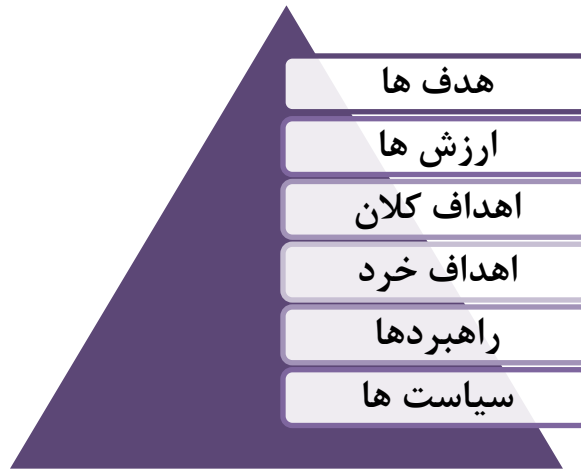 هدف ها
ارزش ها
اهداف کلان
اهداف خرد
راهبردها
سیاست ها